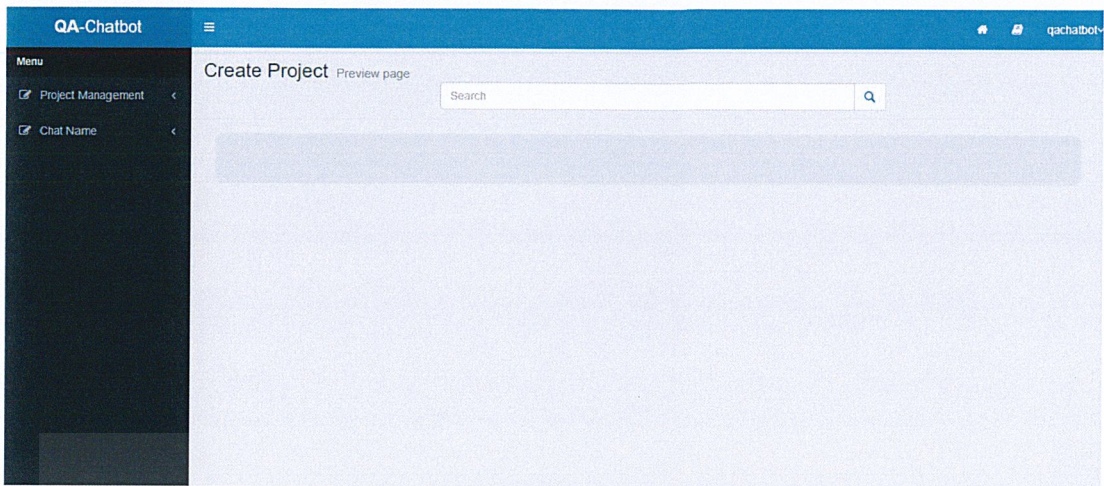 QA-Chatbot
qachatbot
Menu
Create Project Preview page
Project Management
Search
Chat Name